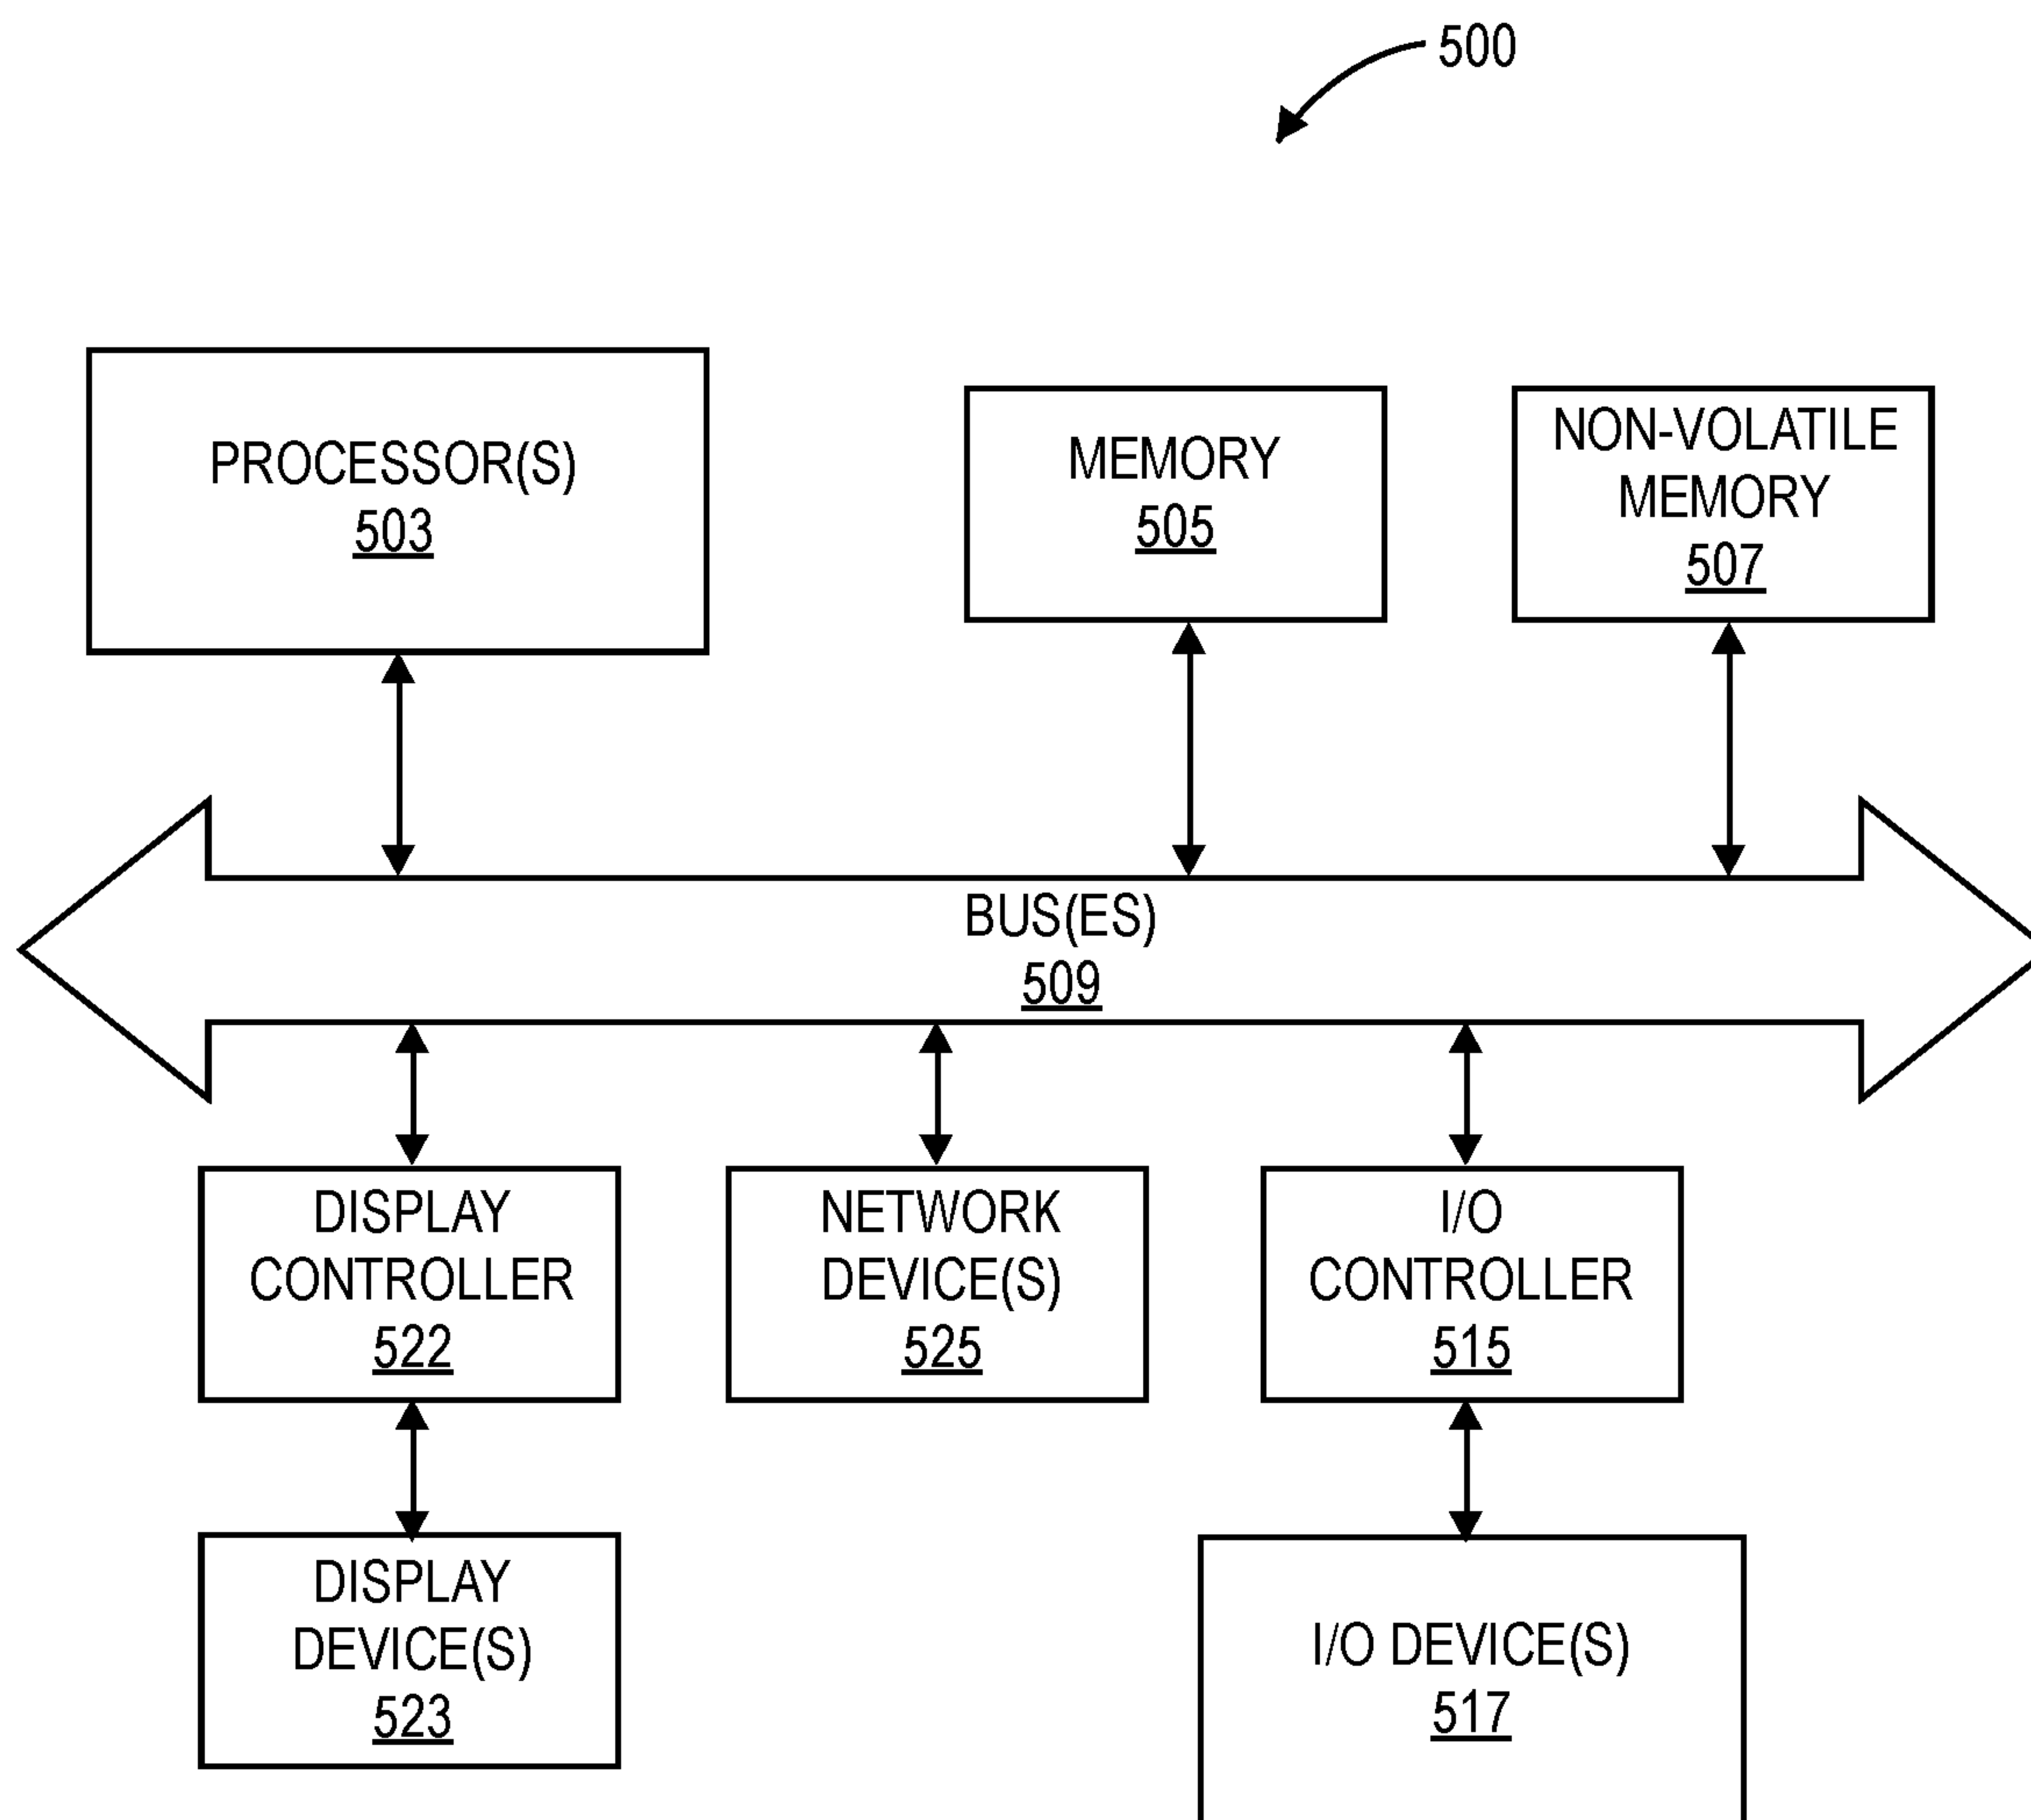 500
PROCESSOR(S)
503
MEMORY
505
NON-VOLATILE
MEMORY
507
BUS(ES)
509
DISPLAY
CONTROLLER
522
NETWORK
DEVICE(S)
525
I/O
CONTROLLER
515
DISPLAY
DEVICE(S)
523
I/O DEVICE(S)
517